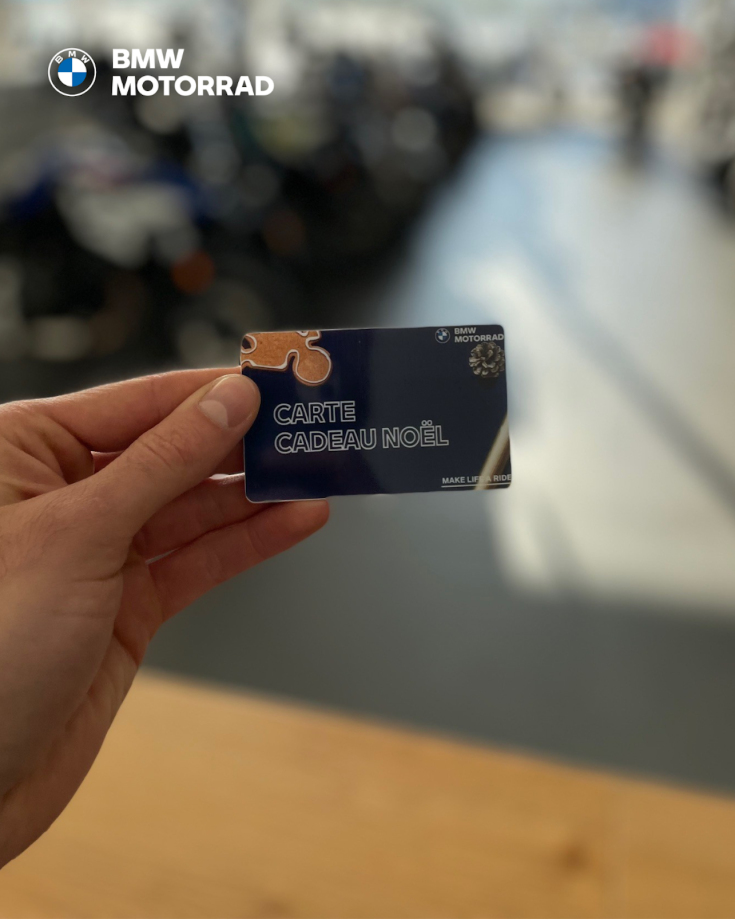 BMW
MOTORRAD
BMW
MOTORRAD
CARTE
CADEAU NOËL
MAKE LIFE A RIDE